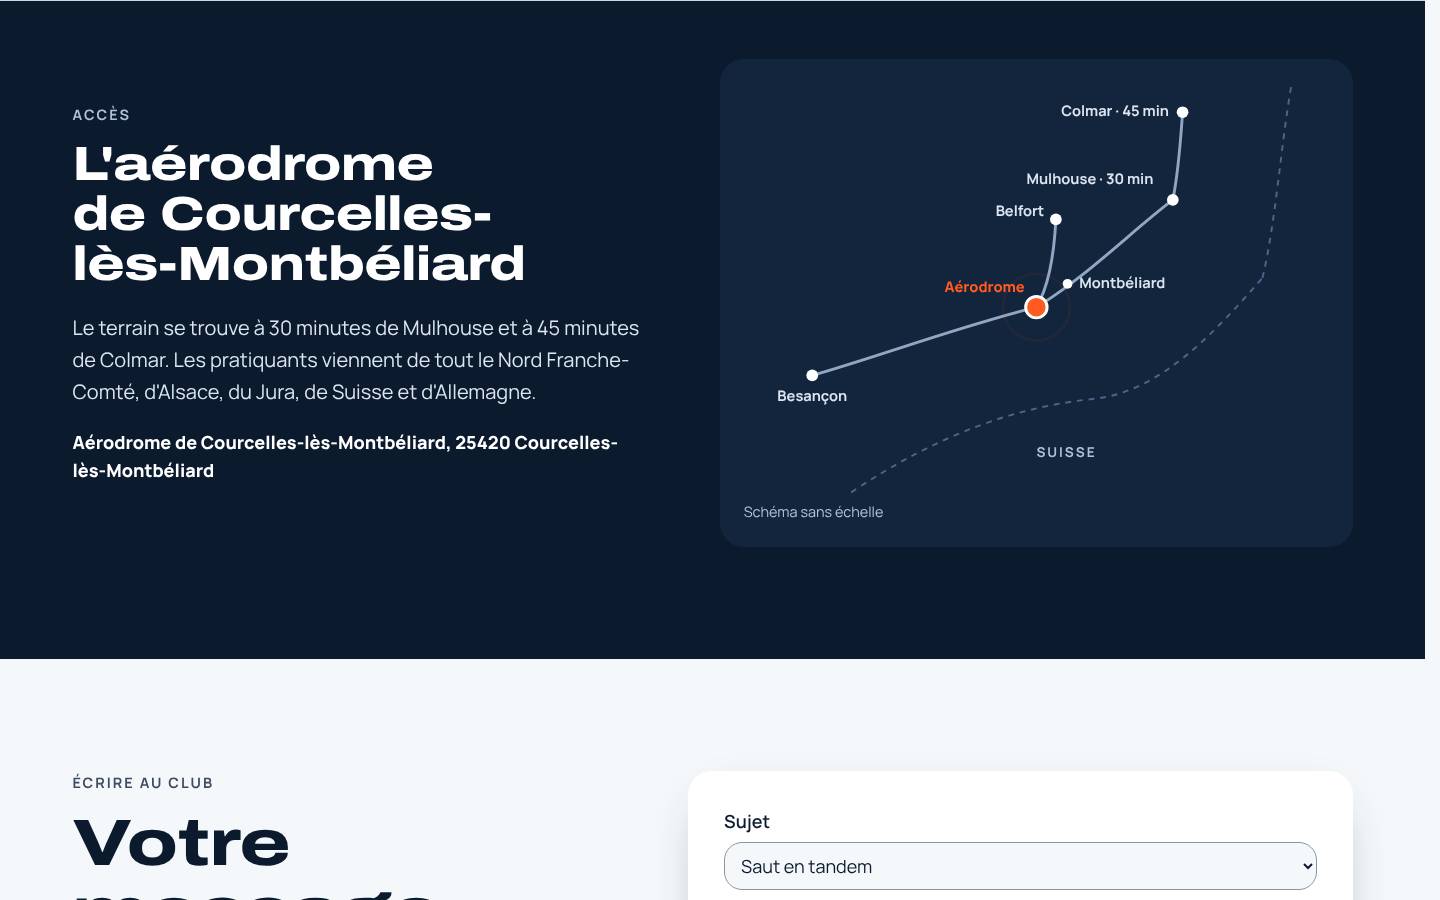 ACCÈS
L'aérodrome
de Courcelles-
lès-Montbéliard
Le terrain se trouve à 30 minutes de Mulhouse et à 45 minutes
de Colmar. Les pratiquants viennent de tout le Nord Franche-
Comté, d'Alsace, du Jura, de Suisse et d'Allemagne.
Aérodrome de Courcelles-lès-Montbéliard, 25420 Courcelles-
lès-Montbéliard
Colmar · 45 min
Mulhouse · 30 min
Belfort
Aérodrome
Montbéliard
Besançon
SUISSE
Schéma sans échelle
ÉCRIRE AU CLUB
Votre
message
Sujet
Saut en tandem